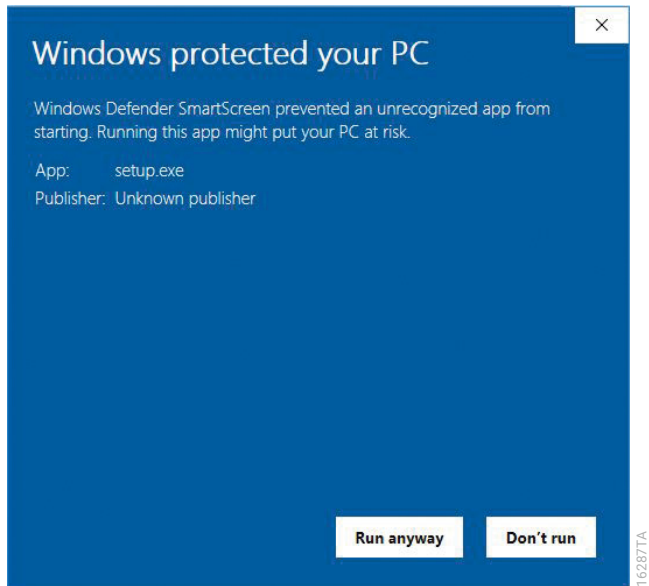 Windows protected your PC
Windows Defender SmartScreen prevented an unrecognized app from
starting. Running this app might put your PC at risk.
App: setup.exe
Publisher: Unknown publisher
Run anyway Don't run
16287TA